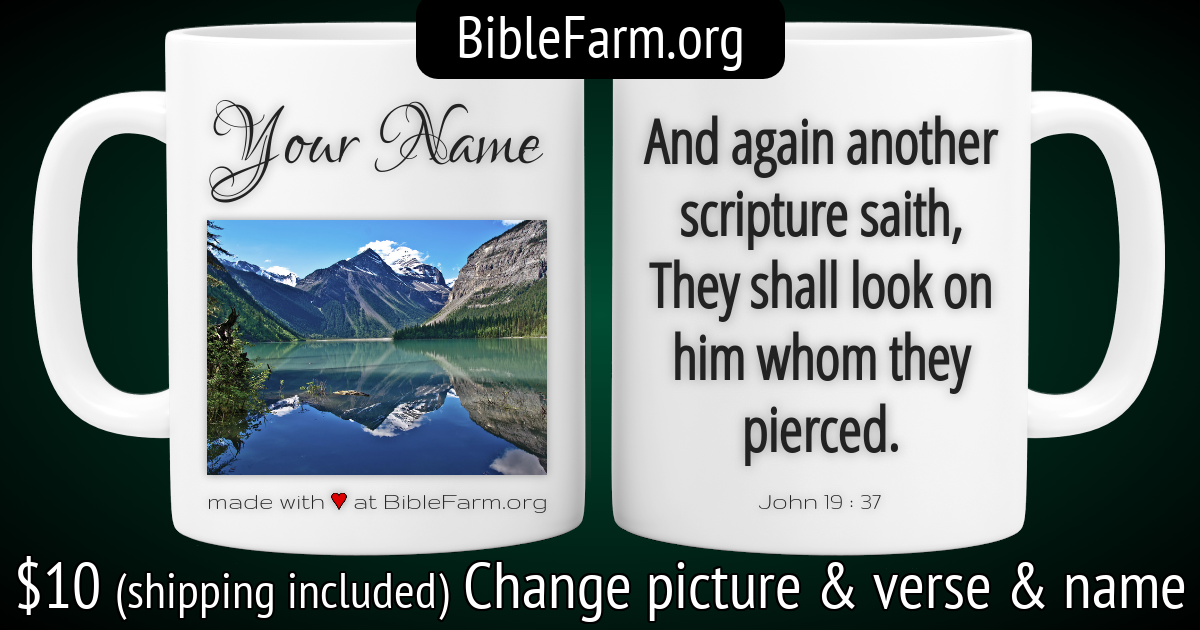 BibleFarm.org
Your Name
made with ♥ at BibleFarm.org
And again another
scripture saith,
They shall look on
him whom they
pierced.
John 19 : 37
$10 (shipping included) Change picture & verse & name